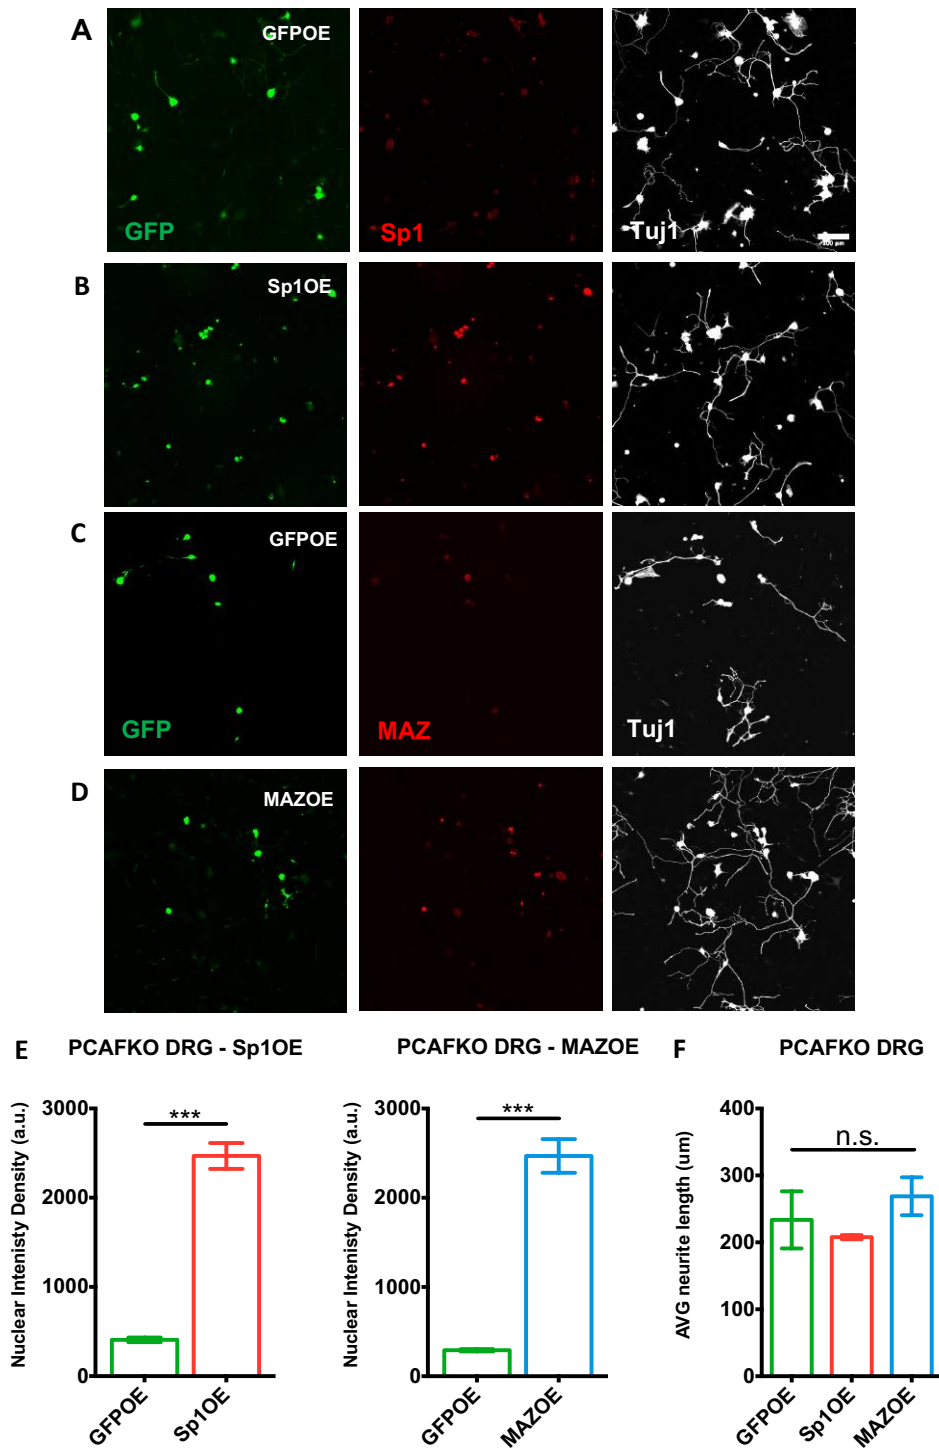 A
GFPOE
GFP
Sp1
Tuj1
100 µm
B
Sp1OE
C
GFPOE
GFP
MAZ
Tuj1
D
MAZOE
E
PCAFKO DRG - Sp1OE
PCAFKO DRG - MAZOE
F
PCAFKO DRG
Nuclear Intenisty Density (a.u.)
3000
2000
1000
0
***
GFPOE
Sp1OE
Nuclear Intenisty Density (a.u.)
3000
2000
1000
0
***
GFPOE
MAZOE
AVG neurite length (um)
400
300
200
100
0
n.s.
GFPOE
Sp1OE
MAZOE